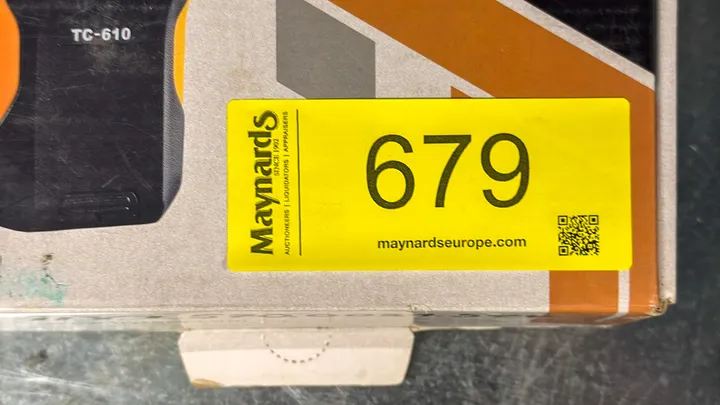 TC-610
Maynards
SINCE 1902
AUCTIONEERS | LIQUIDATORS | APPRAISERS
679
maynardseurope.com